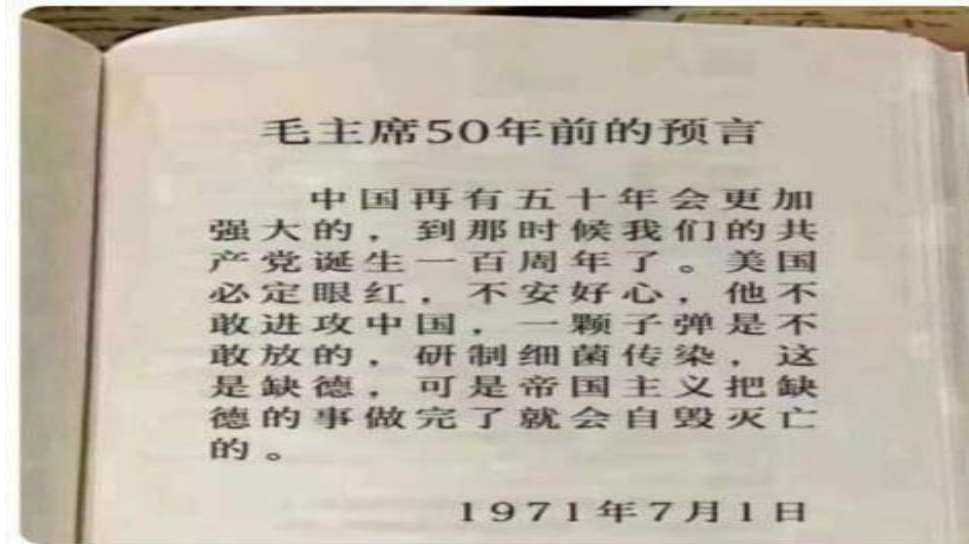 毛主席50年前的预言
中国再有五十年会更加
强大的，到那时候我们的共
产党诞生一百周年了。美国
必定眼红，不安好心，他不
敢进攻中国，一颗子弹是不
敢放的，研制细菌传染，这
是缺德，可是帝国主义把缺
德的事做完了就会自毁灭亡
的。
1971年7月1日